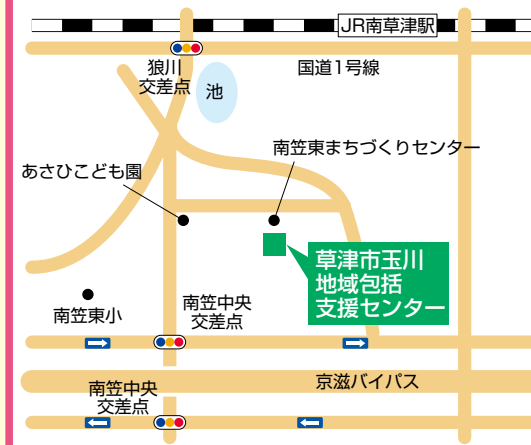 JR南草津駅
国道1号線
狼川
交差点
池
南笠東まちづくりセンター
あさひこども園
草津市玉川
地域包括
支援センター
南笠東小
南笠中央
交差点
京滋バイパス
南笠中央
交差点